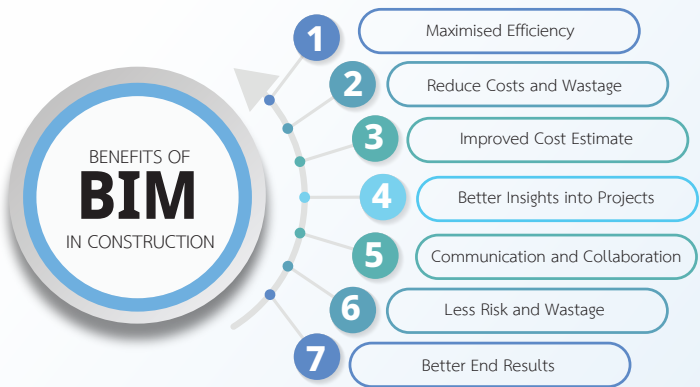 BENEFITS OF
BIM
IN CONSTRUCTION
1 Maximised Efficiency
2 Reduce Costs and Wastage
3 Improved Cost Estimate
4 Better Insights into Projects
5 Communication and Collaboration
6 Less Risk and Wastage
7 Better End Results